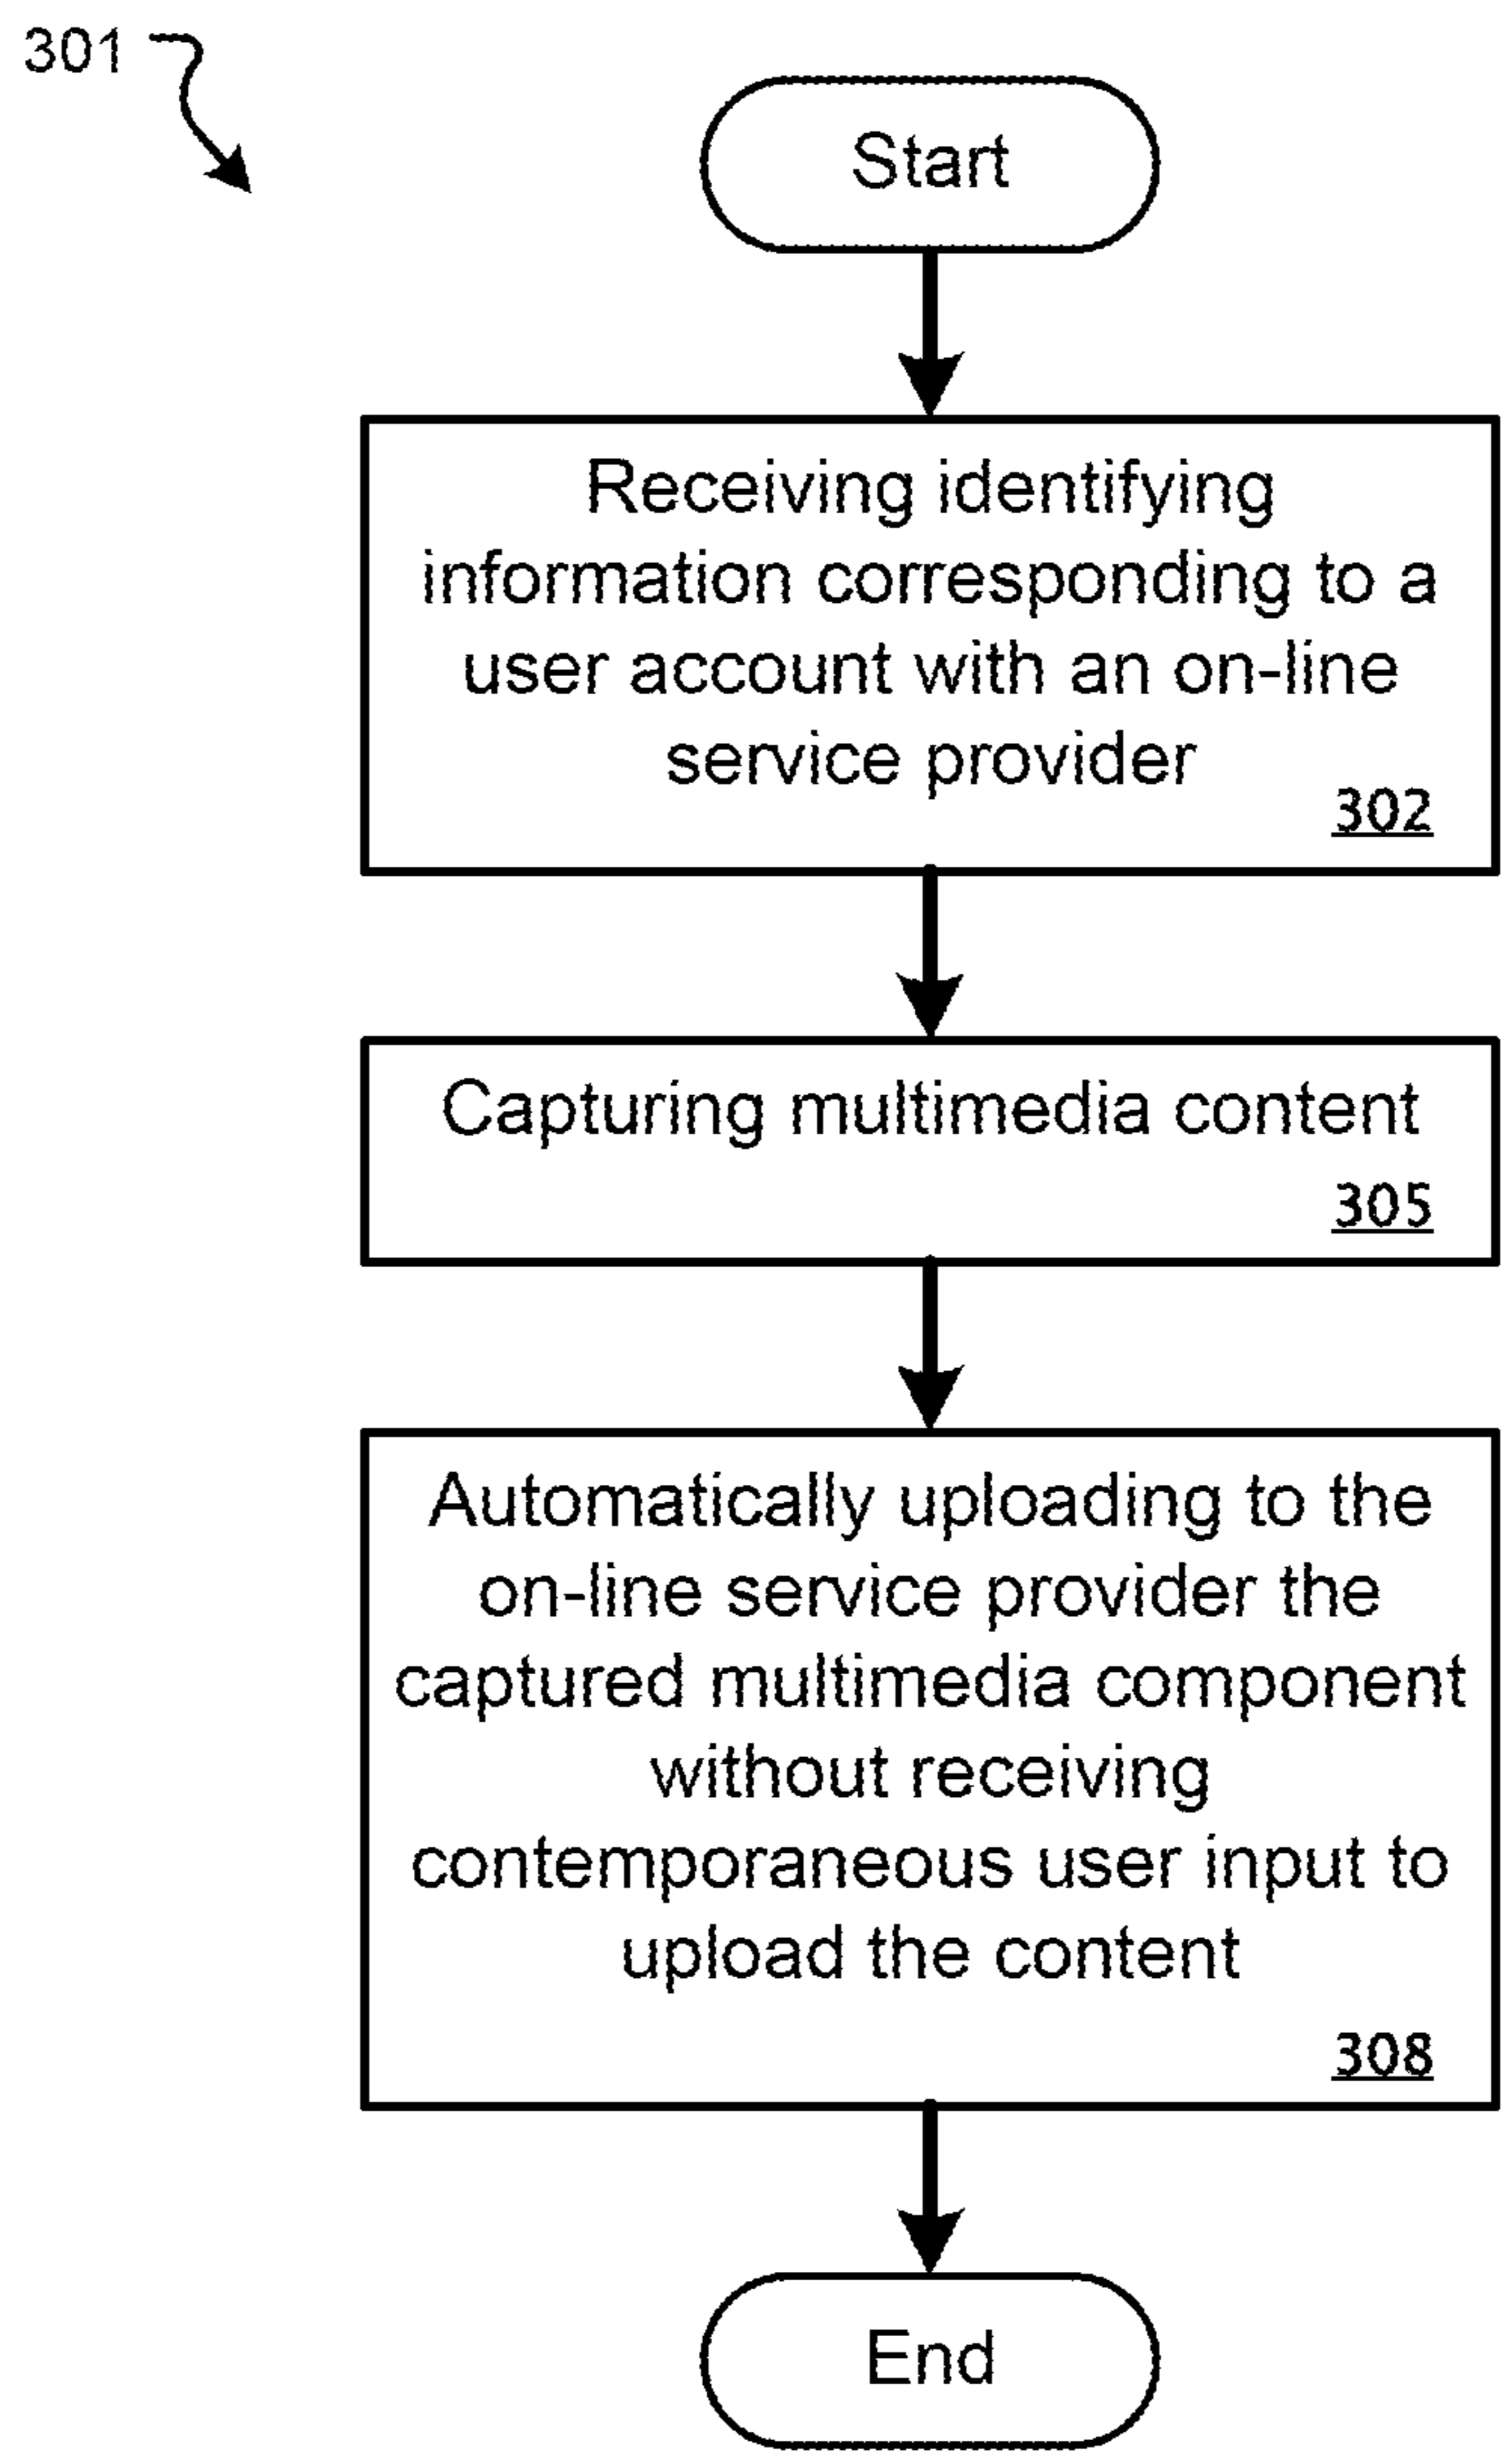 301
Start
Receiving identifying
information corresponding to a
user account with an on-line
service provider
302
Capturing multimedia content
305
Automatically uploading to the
on-line service provider the
captured multimedia component
without receiving
contemporaneous user input to
upload the content
308
End